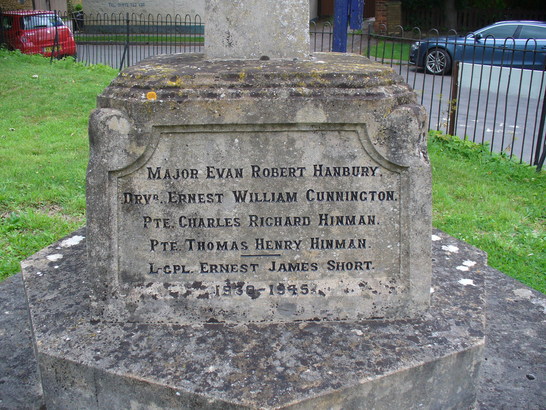 MAJOR EVAN ROBERT HANBURY.
DRVR. ERNEST WILLIAM CUNNINGTON.
PTE. CHARLES RICHARD HINMAN.
PTE. THOMAS HENRY HINMAN.
L-CPL. ERNEST JAMES SHORT.
1939-1945.